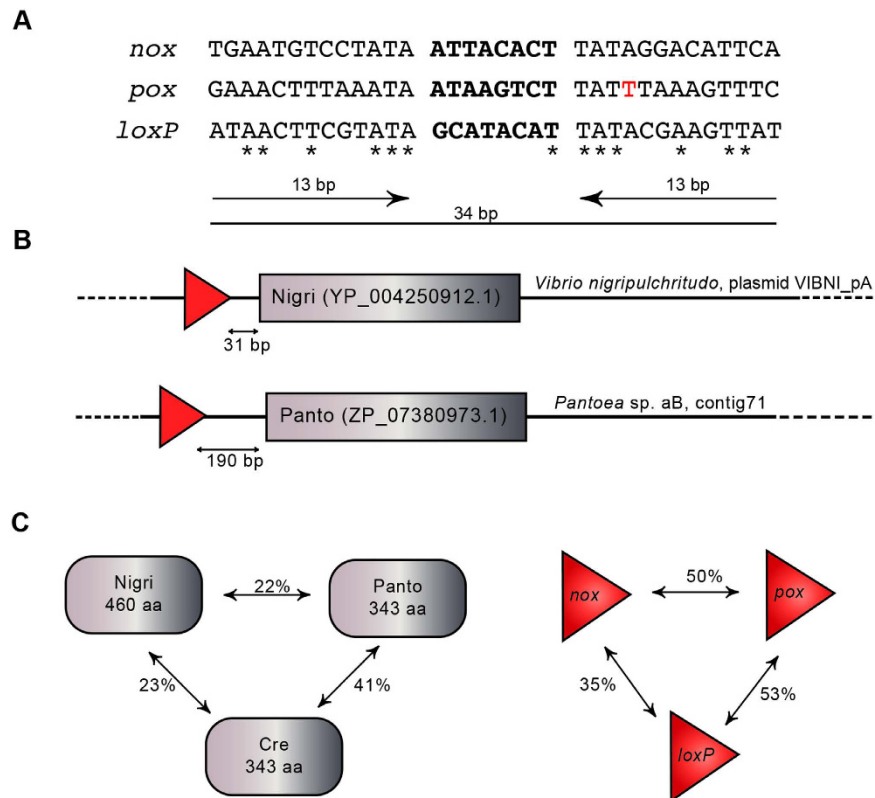 A
nox TGAATGTCCTATA ATTACACT TATAGGACATTCA
pox GAAACTTTAAATA ATAAGTCT TATTTAAAGTTTC
loxP ATAACTTCGTATA GCATACAT TATACGAAGTTAT
** * *** * *** * **
13 bp 13 bp
34 bp
B
Nigri (YP_004250912.1) Vibrio nigripulchritudo, plasmid VIBNI_pA
31 bp
Panto (ZP_07380973.1) Pantoea sp. aB, contig71
190 bp
C
Nigri
460 aa
22%
Panto
343 aa
23%
41%
Cre
343 aa
nox
50%
pox
35%
53%
loxP